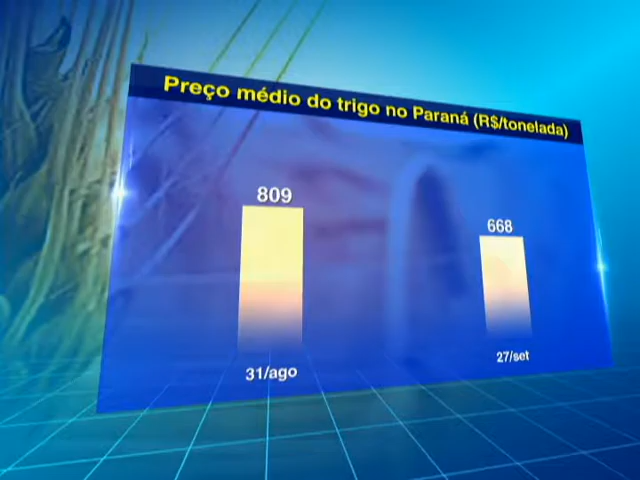 Preço médio do trigo no Paraná (R$/tonelada)
809
668
31/ago
27/set